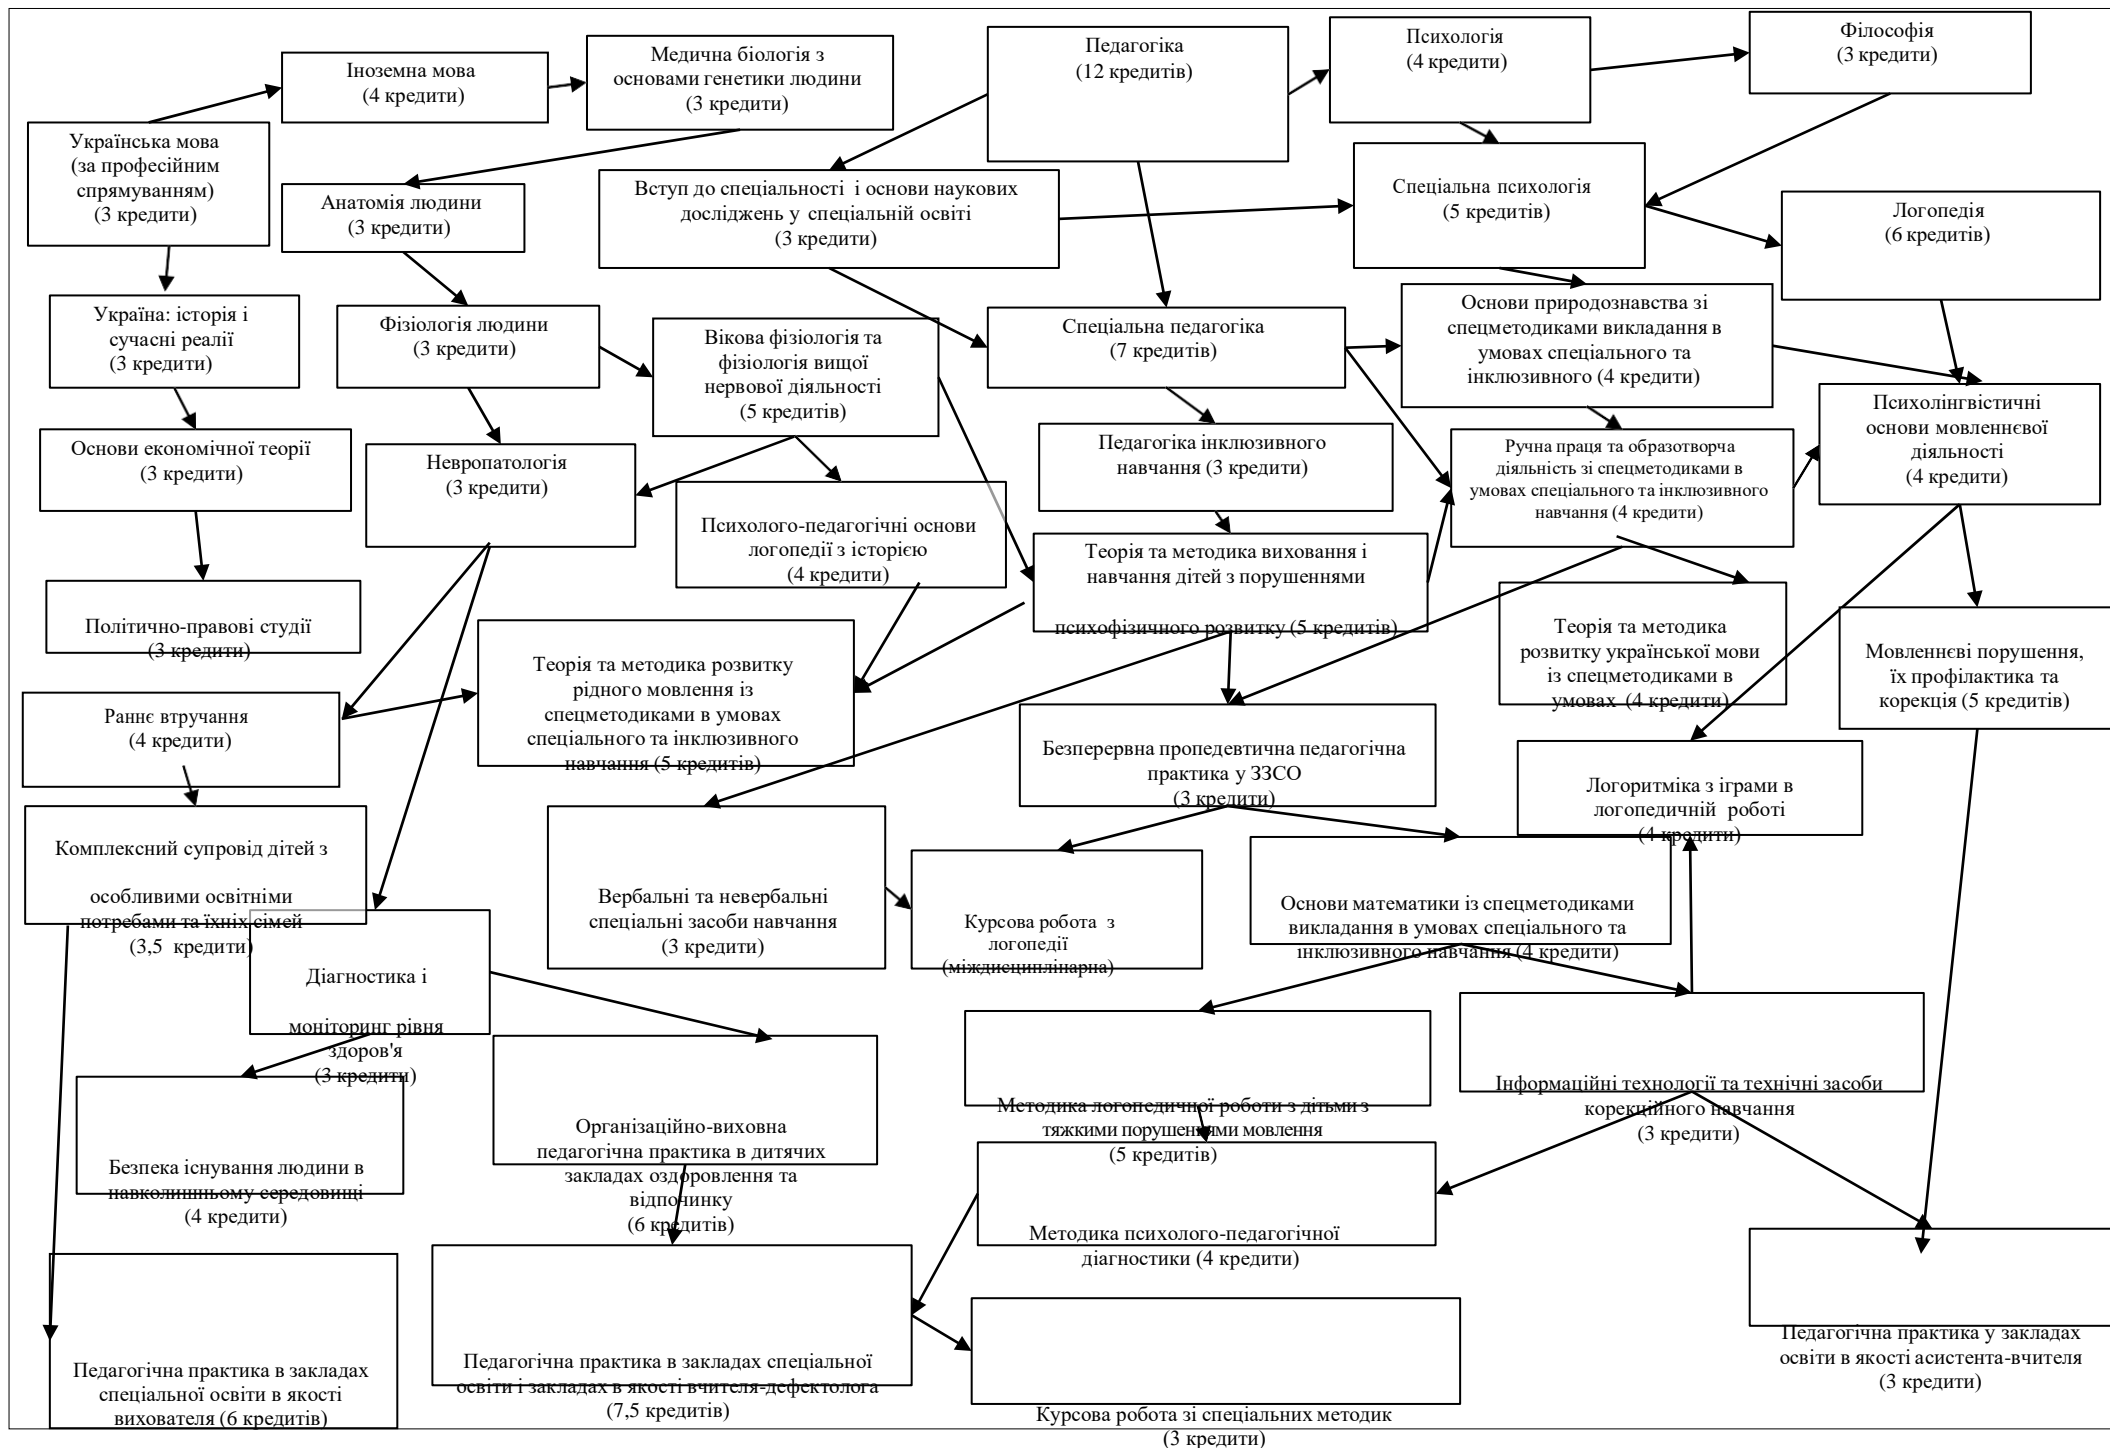 Українська мова
(за професійним
спрямуванням)
(3 кредити)
Іноземна мова
(4 кредити)
Медична біологія з
основами генетики людини
(3 кредити)
Педагогіка
(12 кредитів)
Психологія
(4 кредити)
Філософія
(3 кредити)
Анатомія людини
(3 кредити)
Вступ до спеціальності і основи наукових
досліджень у спеціальній освіті
(3 кредити)
Спеціальна психологія
(5 кредитів)
Логопедія
(6 кредитів)
Україна: історія і
сучасні реалії
(3 кредити)
Фізіологія людини
(3 кредити)
Вікова фізіологія та
фізіологія вищої
нервової діяльності
(5 кредитів)
Спеціальна педагогіка
(7 кредитів)
Основи природознавства зі
спецметодиками викладання в
умовах спеціального та
інклюзивного (4 кредити)
Психолінгвістичні
основи мовленнєвої
діяльності
(4 кредити)
Основи економічної теорії
(3 кредити)
Невропатологія
(3 кредити)
Педагогіка інклюзивного
навчання (3 кредити)
Ручна праця та образотворча
діяльність зі спецметодиками в
умовах спеціального та інклюзивного
навчання (4 кредити)
Психолого-педагогічні основи
логопедії з історією
(4 кредити)
Теорія та методика виховання і
навчання дітей з порушеннями
психофізичного розвитку (5 кредитів)
Політично-правові студії
(3 кредити)
Теорія та методика розвитку
рідного мовлення із
спецметодиками в умовах
спеціального та інклюзивного
навчання (5 кредитів)
Теорія та методика
розвитку української мови
із спецметодиками в
умовах (4 кредити)
Мовленнєві порушення,
їх профілактика та
корекція (5 кредитів)
Раннє втручання
(4 кредити)
Безперервна пропедевтична педагогічна
практика у ЗЗСО
(3 кредити)
Логоритміка з іграми в
логопедичній роботі
(4 кредити)
Комплексний супровід дітей з
особливими освітніми
потребами та їхніх сімей
(3,5 кредити)
Вербальні та невербальні
спеціальні засоби навчання
(3 кредити)
Курсова робота з
логопедії
(міждисциплінарна)
Основи математики із спецметодиками
викладання в умовах спеціального та
інклюзивного навчання (4 кредити)
Діагностика і
моніторинг рівня
здоров'я
(3 кредити)
Організаційно-виховна
педагогічна практика в дитячих
закладах оздоровлення та
відпочинку
(6 кредитів)
Методика логопедичної роботи з дітьми з
тяжкими порушеннями мовлення
(5 кредитів)
Інформаційні технології та технічні засоби
корекційного навчання
(3 кредити)
Безпека існування людини в
навколишньому середовищі
(4 кредити)
Методика психолого-педагогічної
діагностики (4 кредити)
Педагогічна практика в закладах
спеціальної освіти в якості
вихователя (6 кредитів)
Педагогічна практика в закладах спеціальної
освіти і закладах в якості вчителя-дефектолога
(7,5 кредитів)
Курсова робота зі спеціальних методик
(3 кредити)
Педагогічна практика у закладах
освіти в якості асистента-вчителя
(3 кредити)